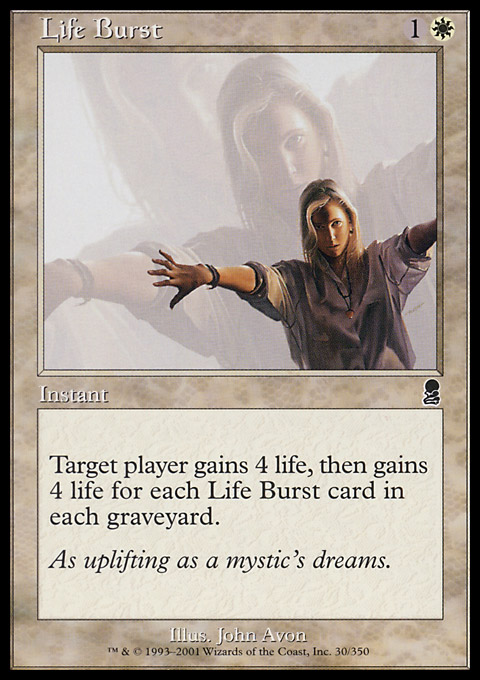 Life Burst 1
Instant
Target player gains 4 life, then gains
4 life for each Life Burst card in
each graveyard.
As uplifting as a mystic's dreams.
Illus. John Avon
™ & © 1993–2001 Wizards of the Coast, Inc. 30/350